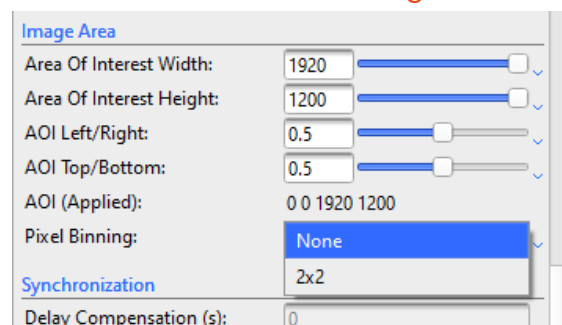 Image Area
Area Of Interest Width: 1920
Area Of Interest Height: 1200
AOI Left/Right: 0.5
AOI Top/Bottom: 0.5
AOI (Applied): 0 0 1920 1200
Pixel Binning: None
2x2
Synchronization
Delay Compensation (s): 0